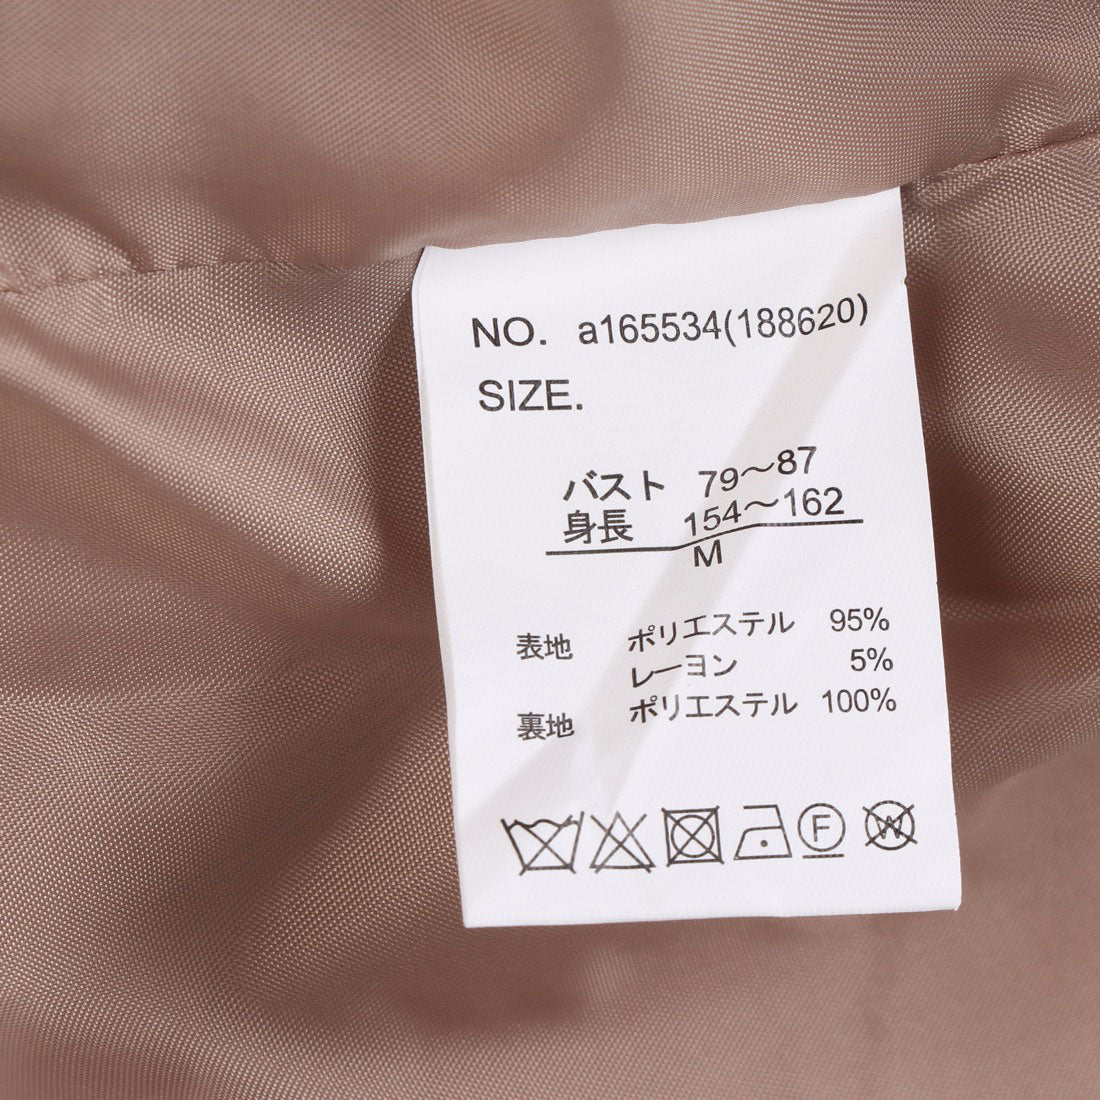 NO. a165534(188620)
SIZE.
バスト 79〜87
身長 154〜162
M
表地 ポリエステル 95%
レーヨン 5%
裏地 ポリエステル 100%
F
W